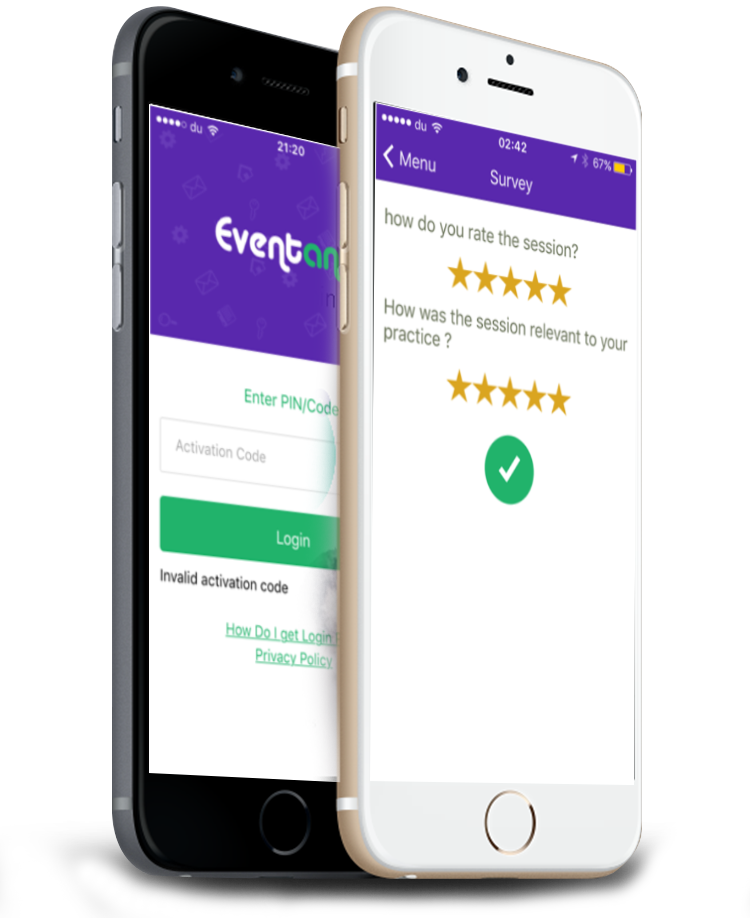 du
21:20
Eventan
n
Enter PIN/Code
Activation Code
Login
Invalid activation code
How Do I get Login
Privacy Policy
du
02:42
67%
Menu
Survey
how do you rate the session?
How was the session relevant to your
practice ?